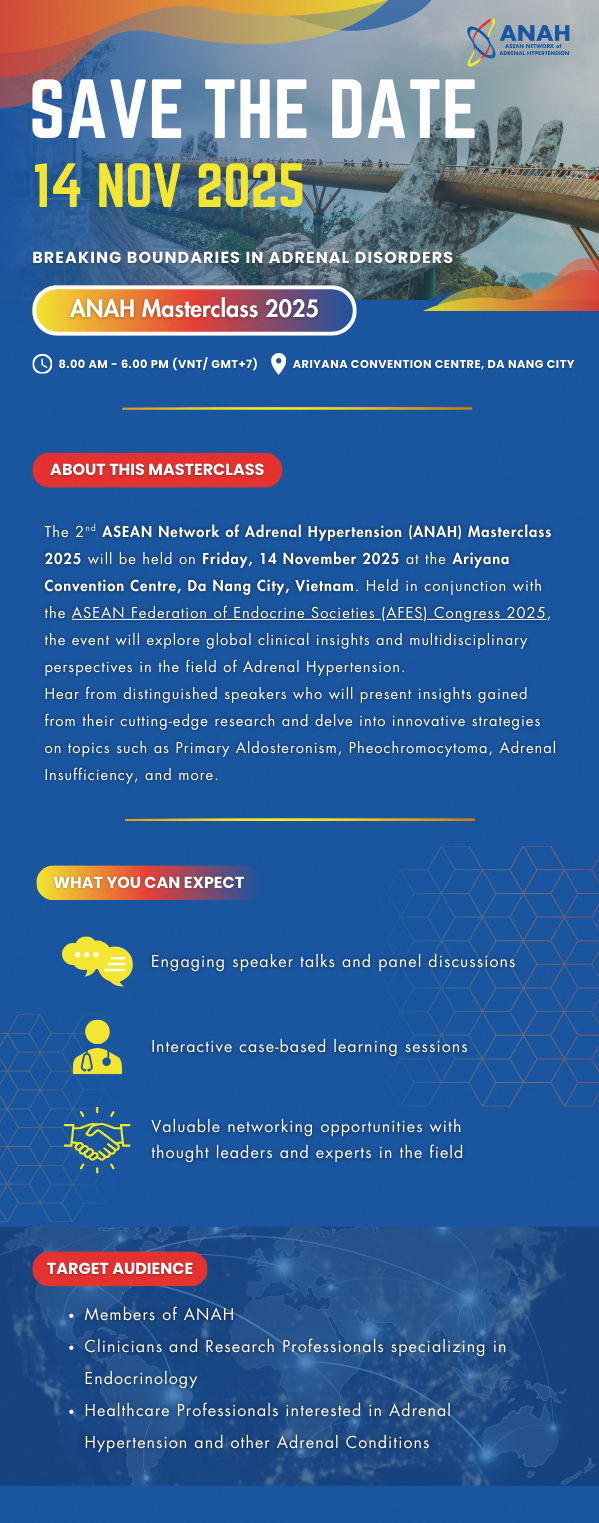 ANAH
ASEAN NETWORK of
ADRENAL HYPERTENSION
SAVE THE DATE
14 NOV 2025
BREAKING BOUNDARIES IN ADRENAL DISORDERS
ANAH Masterclass 2025
8.00 AM - 6.00 PM (VNT/ GMT+7)
ARIYANA CONVENTION CENTRE, DA NANG CITY
ABOUT THIS MASTERCLASS
The 2nd ASEAN Network of Adrenal Hypertension (ANAH) Masterclass
2025 will be held on Friday, 14 November 2025 at the Ariyana
Convention Centre, Da Nang City, Vietnam. Held in conjunction with
the ASEAN Federation of Endocrine Societies (AFES) Congress 2025,
the event will explore global clinical insights and multidisciplinary
perspectives in the field of Adrenal Hypertension.
Hear from distinguished speakers who will present insights gained
from their cutting-edge research and delve into innovative strategies
on topics such as Primary Aldosteronism, Pheochromocytoma, Adrenal
Insufficiency, and more.
WHAT YOU CAN EXPECT
Engaging speaker talks and panel discussions
Interactive case-based learning sessions
Valuable networking opportunities with
thought leaders and experts in the field
TARGET AUDIENCE
• Members of ANAH
• Clinicians and Research Professionals specializing in
Endocrinology
• Healthcare Professionals interested in Adrenal
Hypertension and other Adrenal Conditions